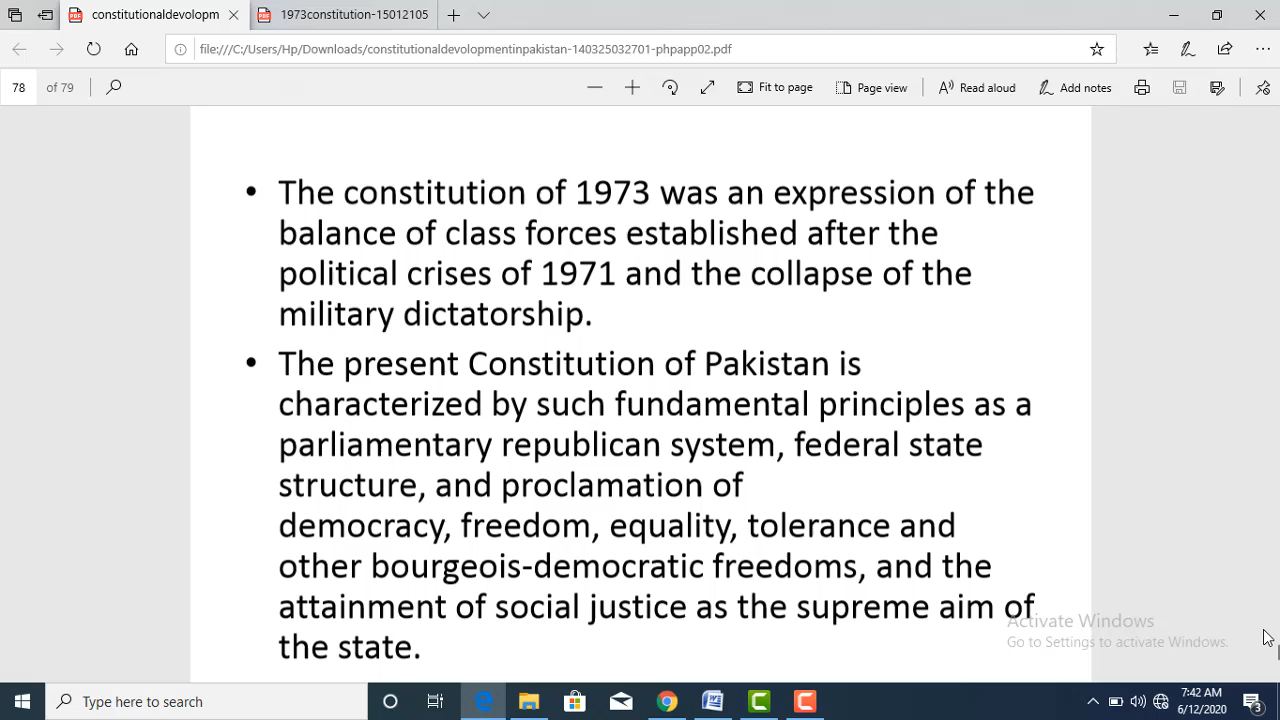 constitutionaldevolopm
1973constitution-15012105
file:///C:/Users/Hp/Downloads/constitutionaldevolopmentinpakistan-140325032701-phpapp02.pdf
78 of 79
Fit to page
Page view
Read aloud
Add notes
• The constitution of 1973 was an expression of the
balance of class forces established after the
political crises of 1971 and the collapse of the
military dictatorship.
• The present Constitution of Pakistan is
characterized by such fundamental principles as a
parliamentary republican system, federal state
structure, and proclamation of
democracy, freedom, equality, tolerance and
other bourgeois-democratic freedoms, and the
attainment of social justice as the supreme aim of
the state.
Activate Windows
Go to Settings to activate Windows.
Type here to search
7:42 AM
6/12/2020
3